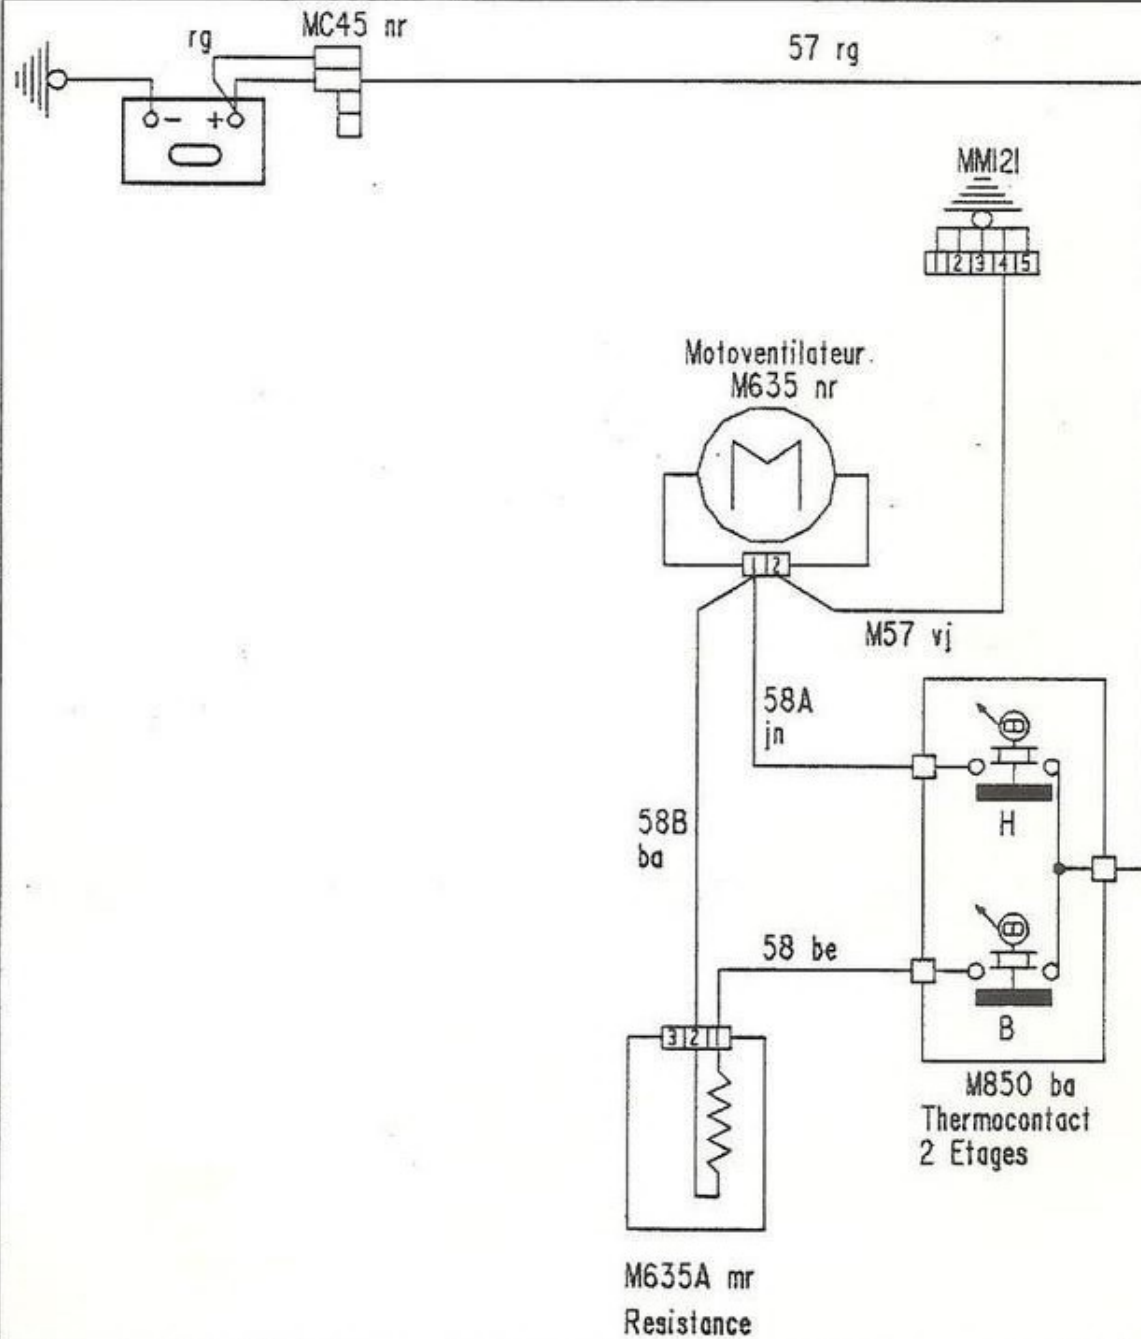 rg
MC45 nr
57 rg
- +
MM121
1 2 3 4 5
Motoventilateur
M635 nr
M
1 2
M57 vj
58A
jn
H
58B
ba
58 be
B
3 2 1
M850 ba
Thermocontact
2 Etages
M635A mr
Resistance